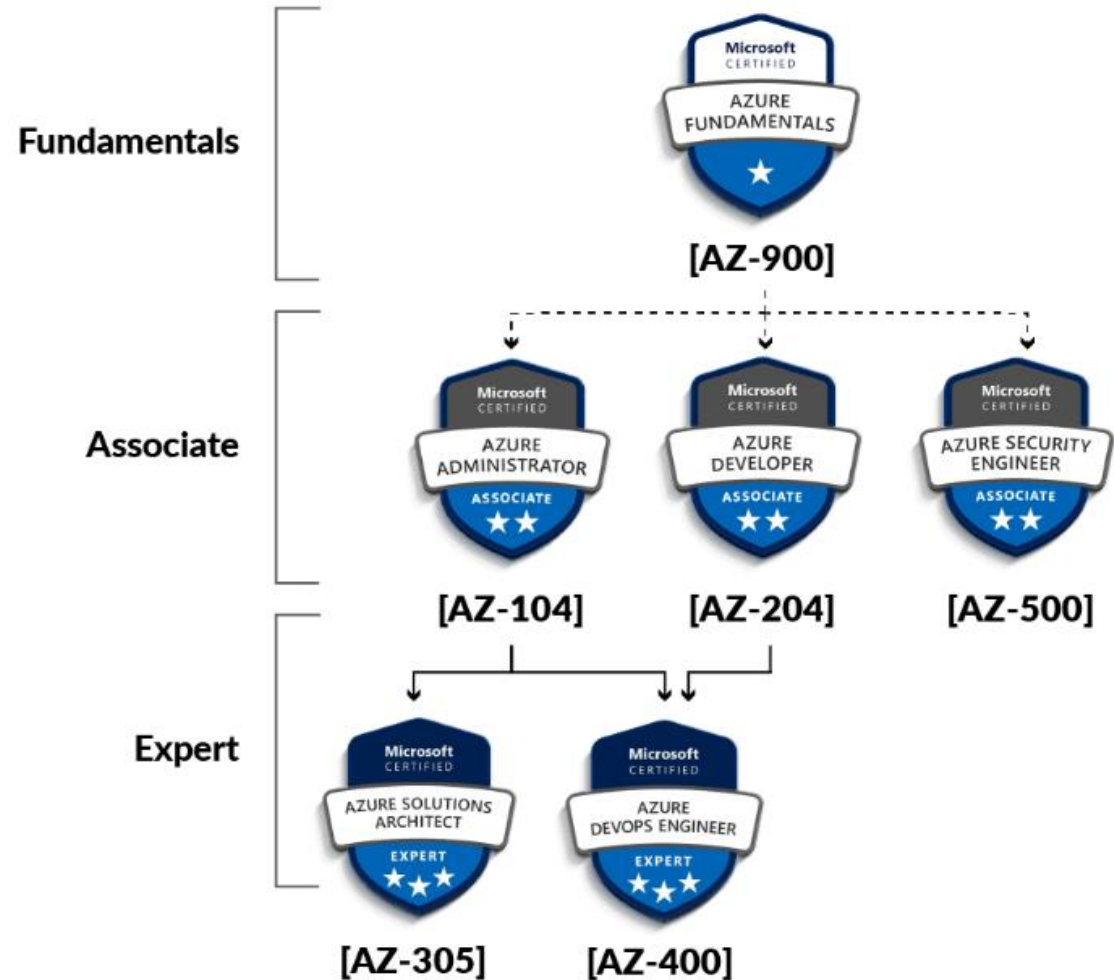 Fundamentals
Microsoft
CERTIFIED
AZURE
FUNDAMENTALS
[AZ-900]
Associate
Microsoft
CERTIFIED
AZURE
ADMINISTRATOR
ASSOCIATE
[AZ-104]
Microsoft
CERTIFIED
AZURE
DEVELOPER
ASSOCIATE
[AZ-204]
Microsoft
CERTIFIED
AZURE SECURITY
ENGINEER
ASSOCIATE
[AZ-500]
Expert
Microsoft
CERTIFIED
AZURE SOLUTIONS
ARCHITECT
EXPERT
[AZ-305]
Microsoft
CERTIFIED
AZURE
DEVOPS ENGINEER
EXPERT
[AZ-400]